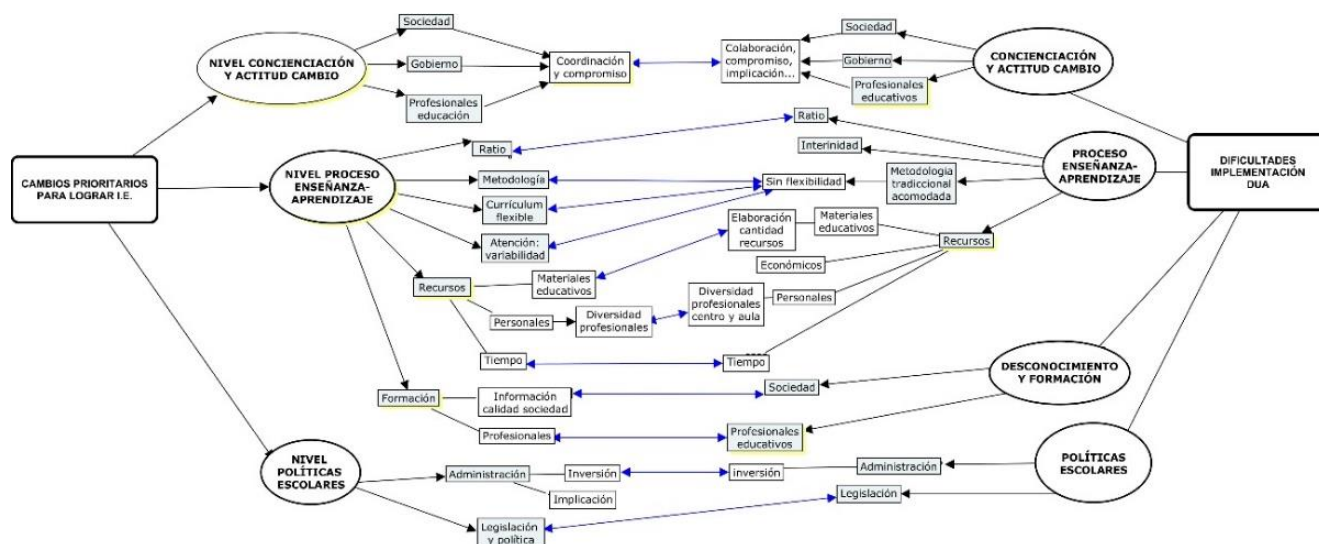 Sociedad
NIVEL CONCIENCIACIÓN
Y ACTITUD CAMBIO
Gobierno
Profesionales
educación
Coordinación
y compromiso
Colaboración,
compromiso,
implicación...
Sociedad
Gobierno
Profesionales
educativos
CONCIENCIACIÓN
Y ACTITUD CAMBIO
CAMBIOS PRIORITARIOS
PARA LOGRAR I.E.
NIVEL PROCESO
ENSEÑANZA-
APRENDIZAJE
Ratio
Metodología
Currículum
flexible
Atención:
variabilidad
Recursos
Materiales
educativos
Personales
Diversidad
profesionales
Tiempo
Formación
Información
calidad sociedad
Profesionales
Ratio
Interinidad
Sin flexibilidad
Metodologia
tradiccional
acomodada
PROCESO
ENSEÑANZA-
APRENDIZAJE
DIFICULTADES
IMPLEMENTACIÓN
DUA
Elaboración
cantidad
recursos
Materiales
educativos
Recursos
Económicos
Diversidad
profesionales
centro y aula
Personales
Tiempo
DESCONOCIMIENTO
Y FORMACIÓN
Sociedad
Profesionales
educativos
NIVEL
POLÍTICAS
ESCOLARES
Administración
Inversión
Implicación
Legislación
y política
inversión
Administración
Legislación
POLÍTICAS
ESCOLARES